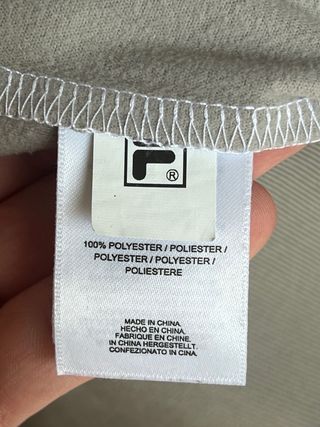 F®
100% POLYESTER / POLIESTER /
POLYESTER / POLYESTER /
POLIESTERE
MADE IN CHINA.
HECHO EN CHINA.
FABRIQUE EN CHINE.
IN CHINA HERGESTELLT.
CONFEZIONATO IN CINA.